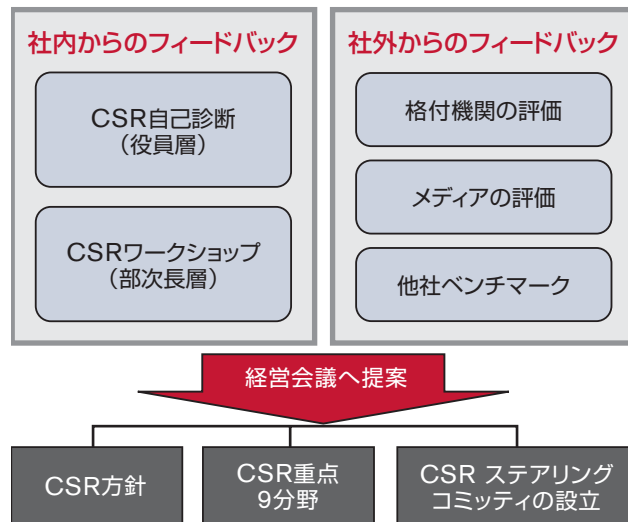 社内からのフィードバック
CSR自己診断
（役員層）
CSRワークショップ
（部次長層）
社外からのフィードバック
格付機関の評価
メディアの評価
他社ベンチマーク
経営会議へ提案
CSR方針
CSR重点
9分野
CSR ステアリング
コミッティの設立